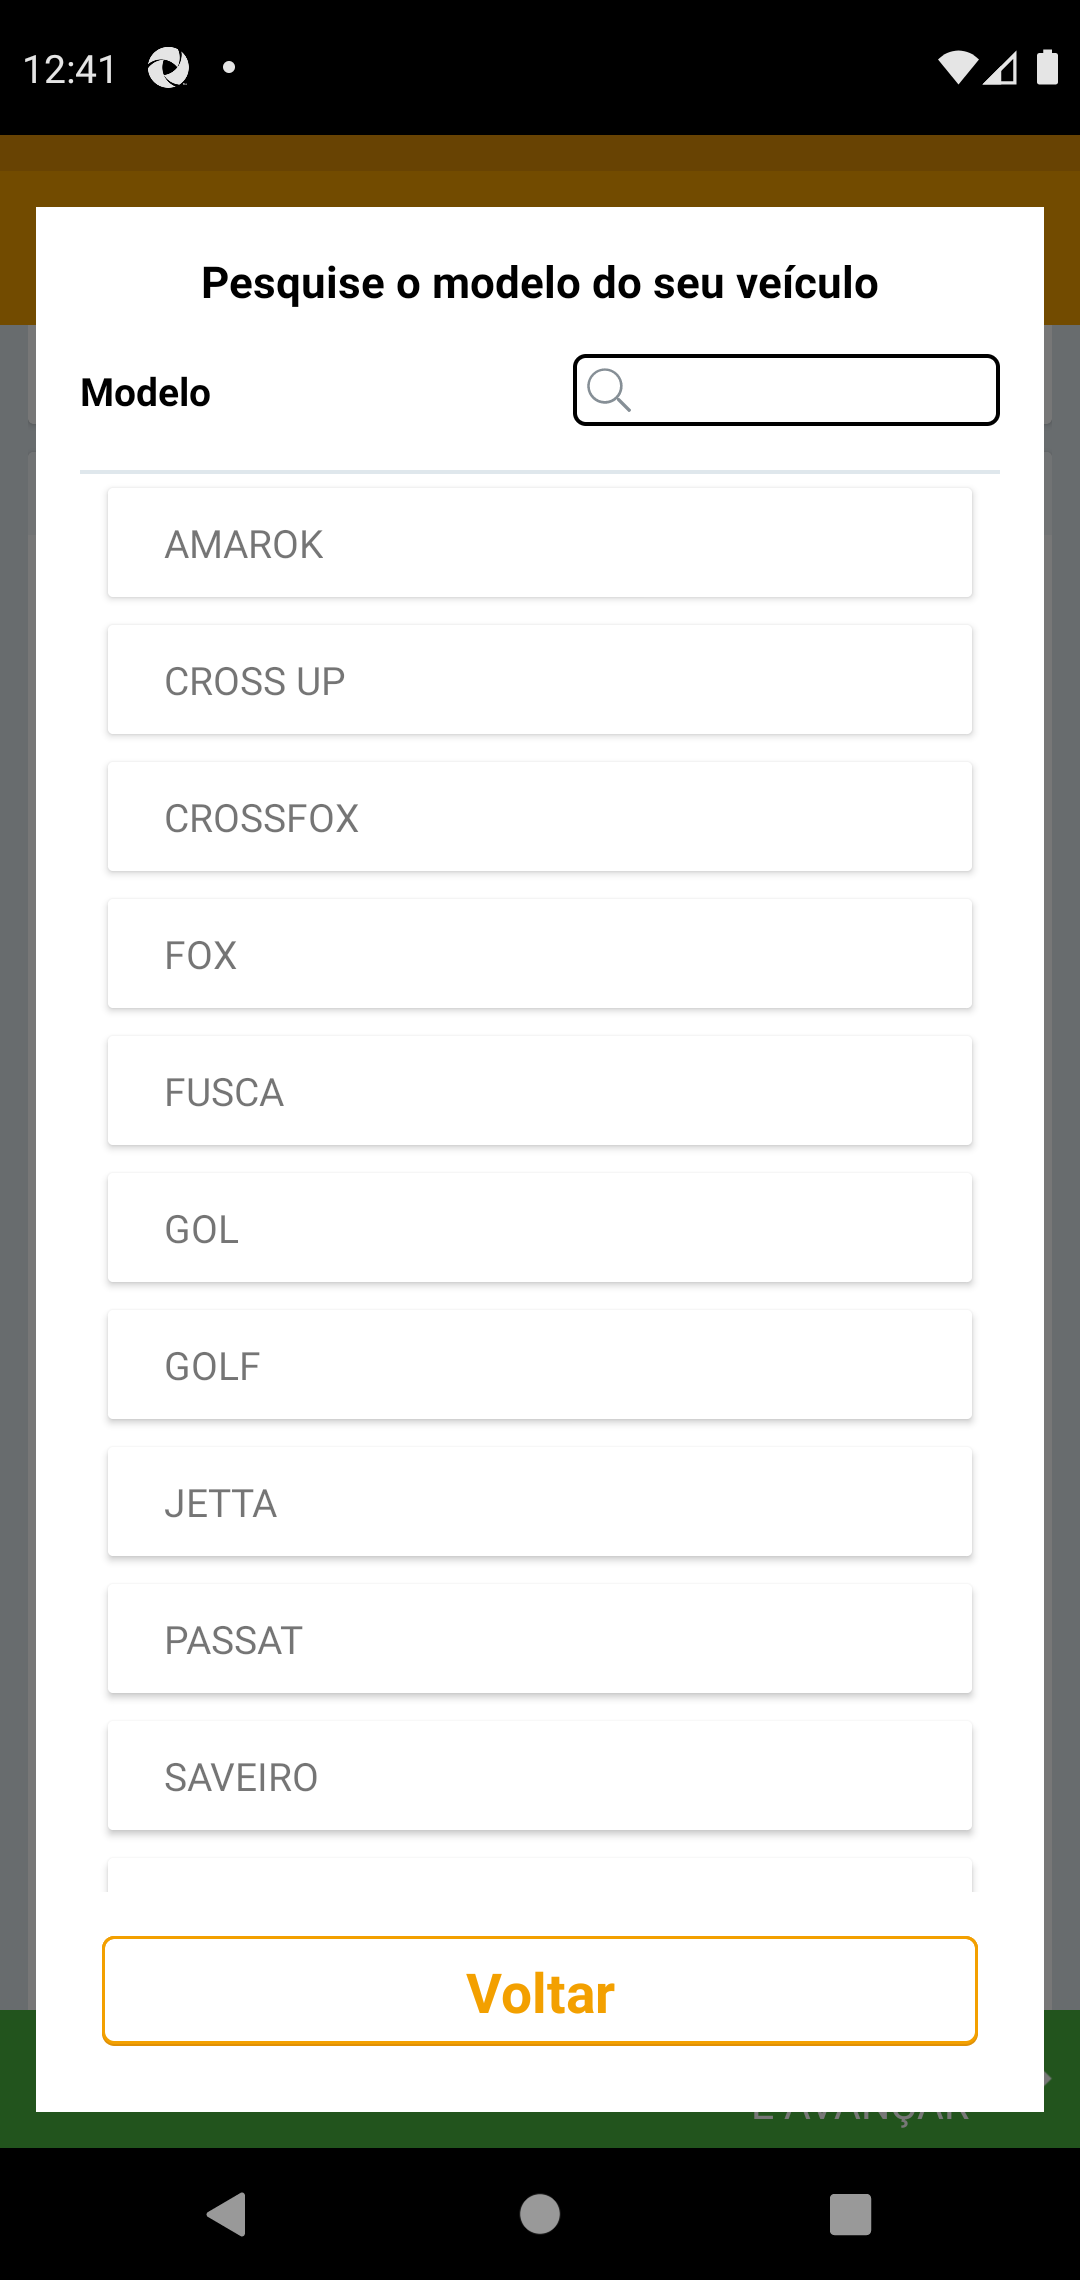 12:41
Pesquise o modelo do seu veículo
Modelo
AMAROK
CROSS UP
CROSSFOX
FOX
FUSCA
GOL
GOLF
JETTA
PASSAT
SAVEIRO
Voltar
E AVANÇAR